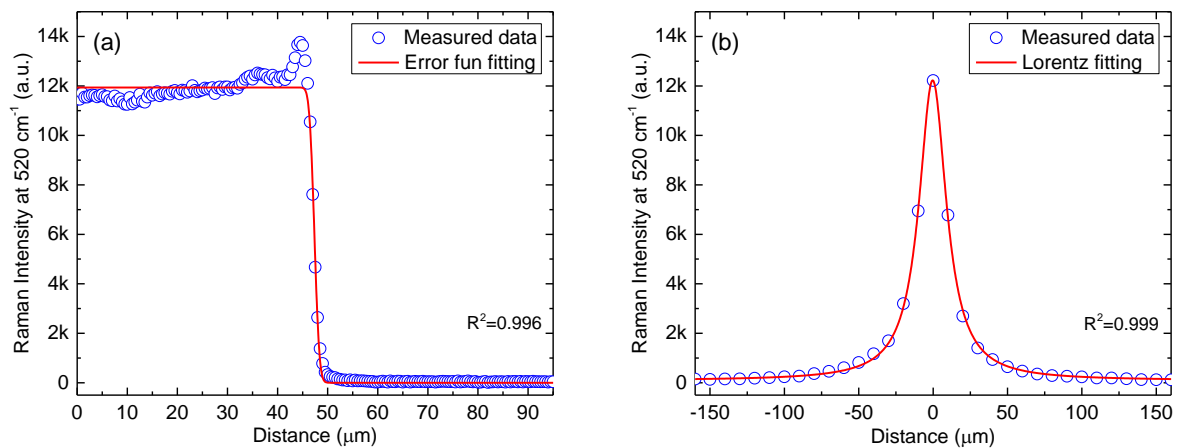 (a)
Measured data
Error fun fitting
R²=0.996
14k
12k
10k
8k
6k
4k
2k
0
Raman Intensity at 520 cm⁻¹ (a.u.)
0 10 20 30 40 50 60 70 80 90
Distance (μm)
(b)
Measured data
Lorentz fitting
R²=0.999
14k
12k
10k
8k
6k
4k
2k
0
Raman Intensity at 520 cm⁻¹ (a.u.)
-150 -100 -50 0 50 100 150
Distance (μm)